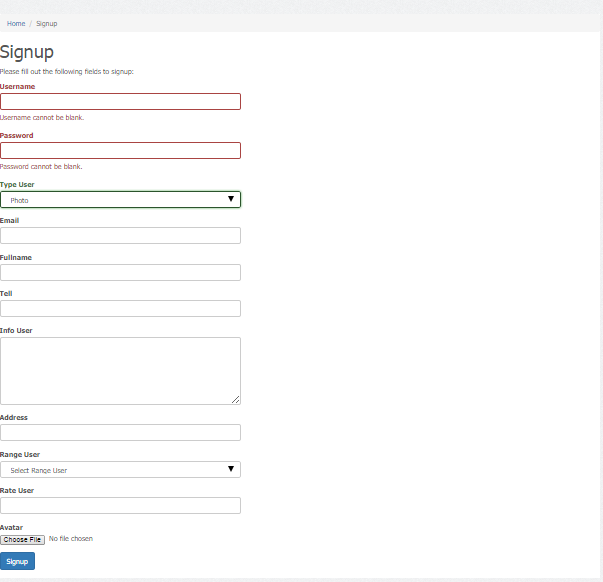 Home / Signup
Signup
Please fill out the following fields to signup:
Username
Username cannot be blank.
Password
Password cannot be blank.
Type User
Photo
Email
Fullname
Tell
Info User
Address
Range User
Select Range User
Rate User
Avatar
Choose File No file chosen
Signup